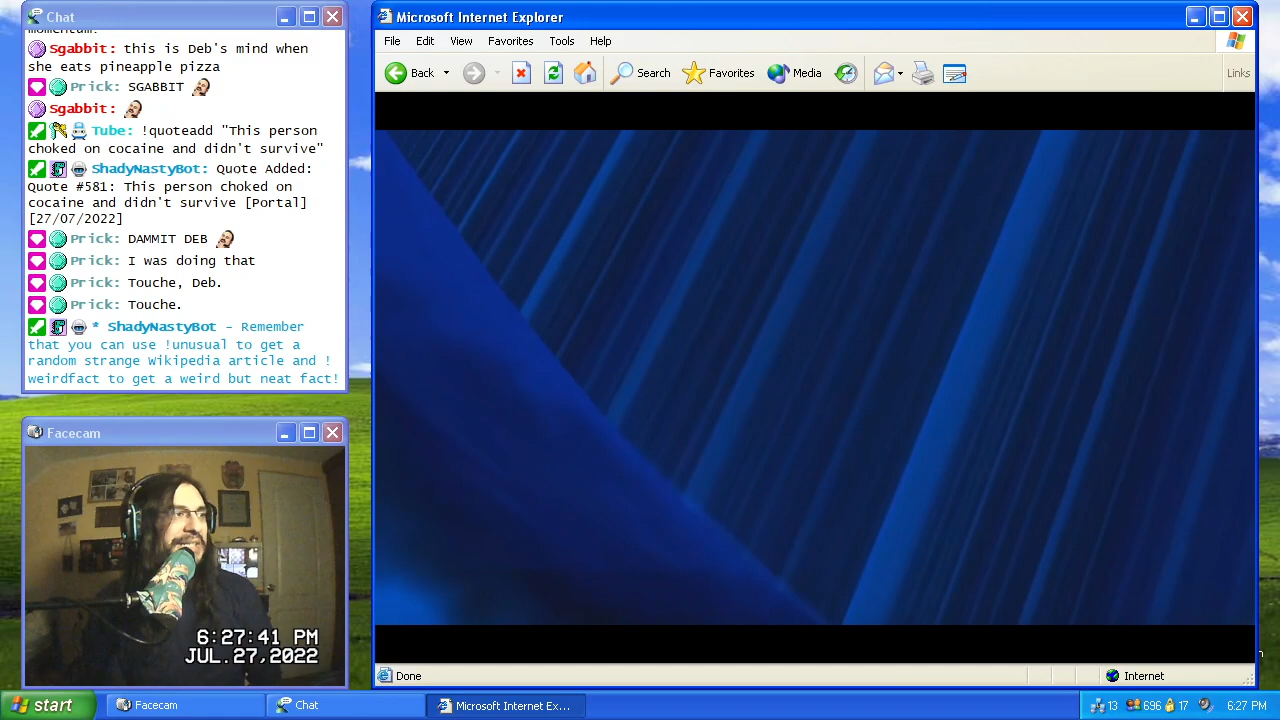 Chat
Sgabbit: this is Deb's mind when
she eats pineapple pizza
Prick: SGABBIT
Sgabbit:
Tube: !quoteadd "This person
choked on cocaine and didn't survive"
ShadyNastyBot: Quote Added:
Quote #581: This person choked on
cocaine and didn't survive [Portal]
[27/07/2022]
Prick: DAMMIT DEB
Prick: I was doing that
Prick: Touche, Deb.
Prick: Touche.
* ShadyNastyBot - Remember
that you can use !unusual to get a
random strange Wikipedia article and !
weirdfact to get a weird but neat fact!
Facecam
6:27:41 PM
JUL.27,2022
Microsoft Internet Explorer
File Edit View Favorites Tools Help
Back Search Favorites Media Links
Done Internet
start Facecam Chat Microsoft Internet Ex... 13 696 17 6:27 PM